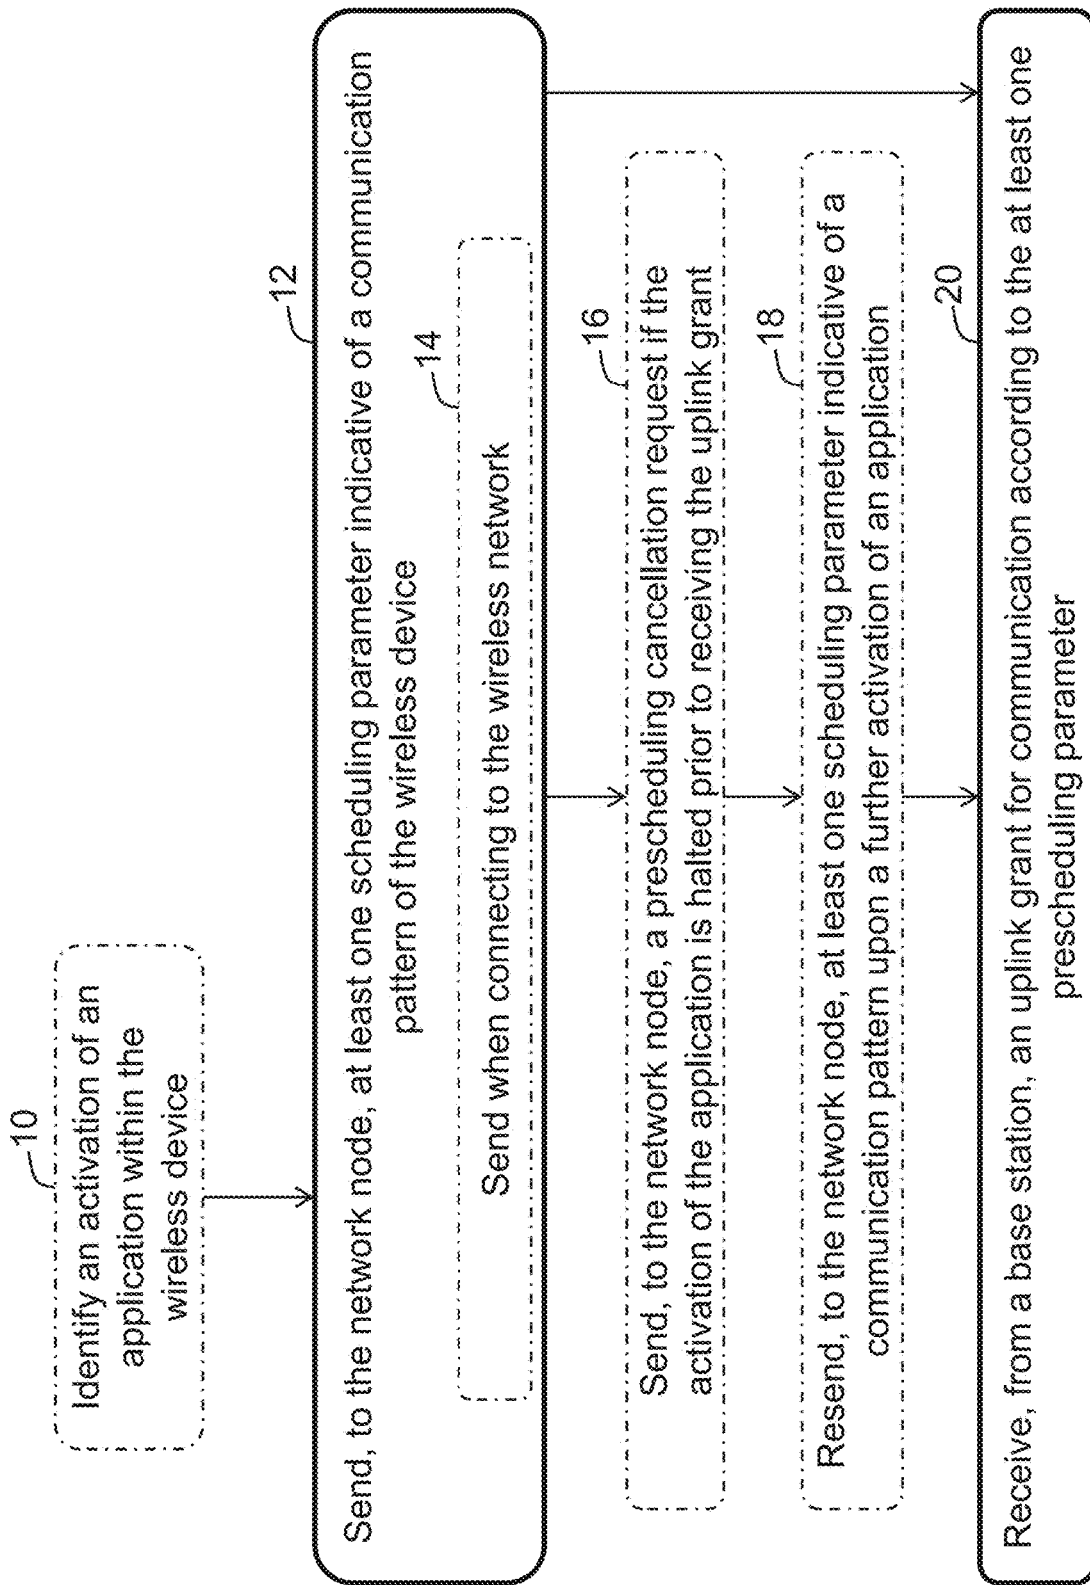 10
Identify an activation of an
application within the
wireless device
12
Send, to the network node, at least one scheduling parameter indicative of a communication
pattern of the wireless device
14
Send when connecting to the wireless network
16
Send, to the network node, a prescheduling cancellation request if the
activation of the application is halted prior to receiving the uplink grant
18
Resend, to the network node, at least one scheduling parameter indicative of a
communication pattern upon a further activation of an application
20
Receive, from a base station, an uplink grant for communication according to the at least one
prescheduling parameter